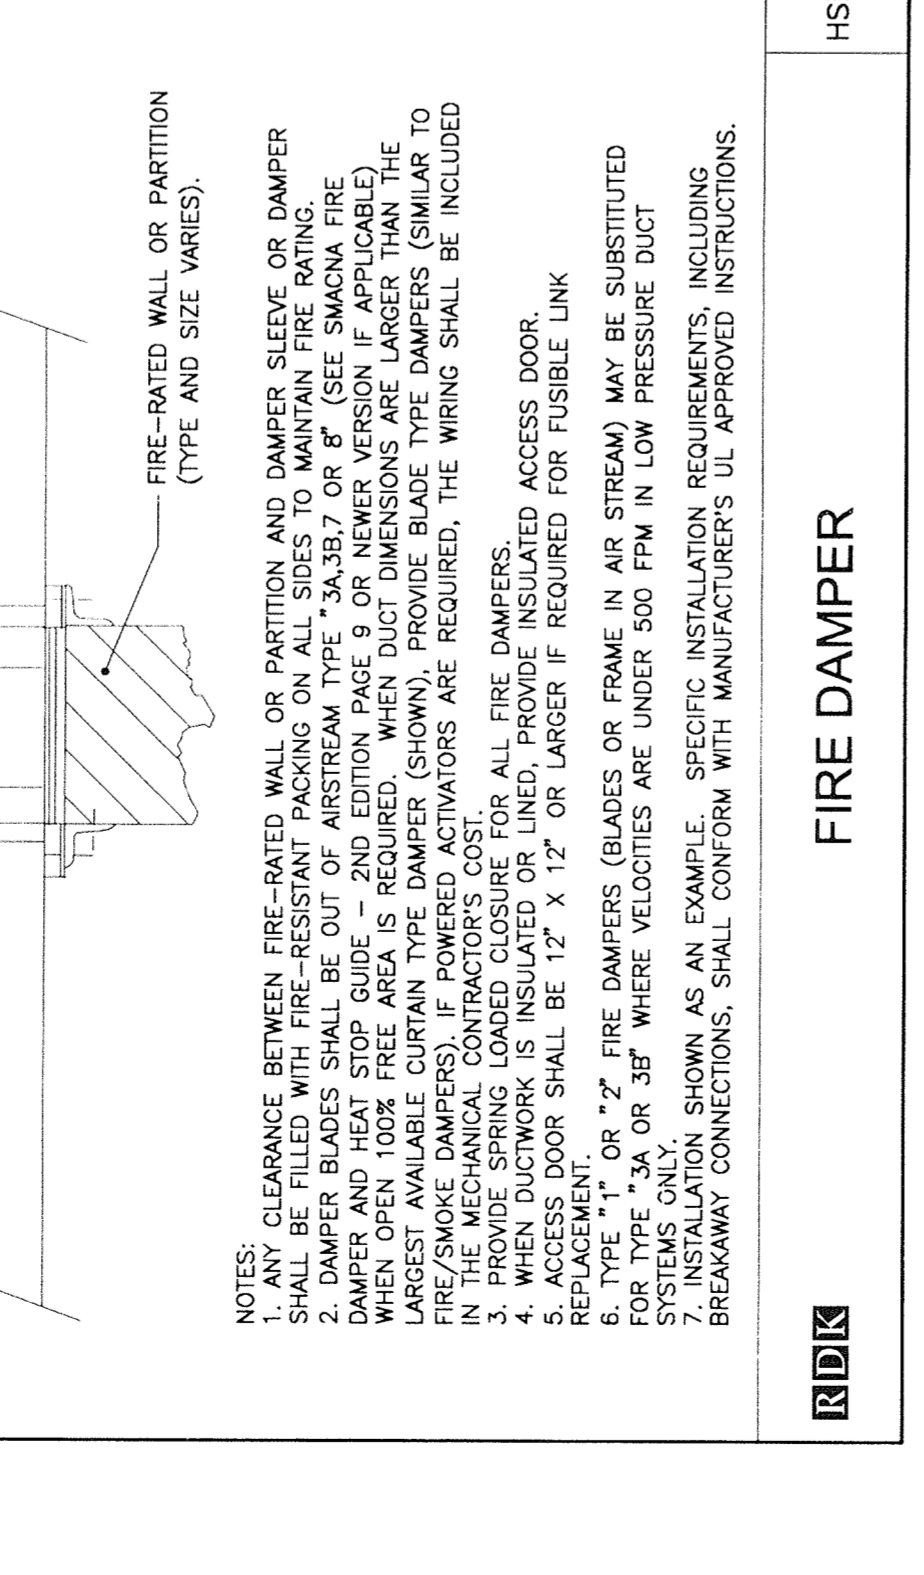 FIRE-RATED WALL OR PARTITION
(TYPE AND SIZE VARIES).
NOTES:
1. ANY CLEARANCE BETWEEN FIRE-RATED WALL OR PARTITION AND DAMPER SLEEVE OR DAMPER
SHALL BE FILLED WITH FIRE-RESISTANT PACKING ON ALL SIDES TO MAINTAIN FIRE RATING.
2. DAMPER BLADES SHALL BE OUT OF AIRSTREAM TYPE "3A,3B,7 OR 8" (SEE SMACNA FIRE
DAMPER AND HEAT STOP GUIDE - 2ND EDITION PAGE 9 OR NEWER VERSION IF APPLICABLE)
WHEN OPEN 100% FREE AREA IS REQUIRED. WHEN DUCT DIMENSIONS ARE LARGER THAN THE
LARGEST AVAILABLE CURTAIN TYPE DAMPER (SHOWN), PROVIDE BLADE TYPE DAMPERS (SIMILAR TO
FIRE/SMOKE DAMPERS). IF POWERED ACTIVATORS ARE REQUIRED, THE WIRING SHALL BE INCLUDED
IN THE MECHANICAL CONTRACTOR'S COST.
3. PROVIDE SPRING LOADED CLOSURE FOR ALL FIRE DAMPERS.
4. WHEN DUCTWORK IS INSULATED OR LINED, PROVIDE INSULATED ACCESS DOOR.
5. ACCESS DOOR SHALL BE 12" X 12" OR LARGER IF REQUIRED FOR FUSIBLE LINK
REPLACEMENT.
6. TYPE "1" OR "2" FIRE DAMPERS (BLADES OR FRAME IN AIR STREAM) MAY BE SUBSTITUTED
FOR TYPE "3A OR 3B" WHERE VELOCITIES ARE UNDER 500 FPM IN LOW PRESSURE DUCT
SYSTEMS ONLY.
7. INSTALLATION SHOWN AS AN EXAMPLE. SPECIFIC INSTALLATION REQUIREMENTS, INCLUDING
BREAKAWAY CONNECTIONS, SHALL CONFORM WITH MANUFACTURER'S UL APPROVED INSTRUCTIONS.
RDK
FIRE DAMPER
HS